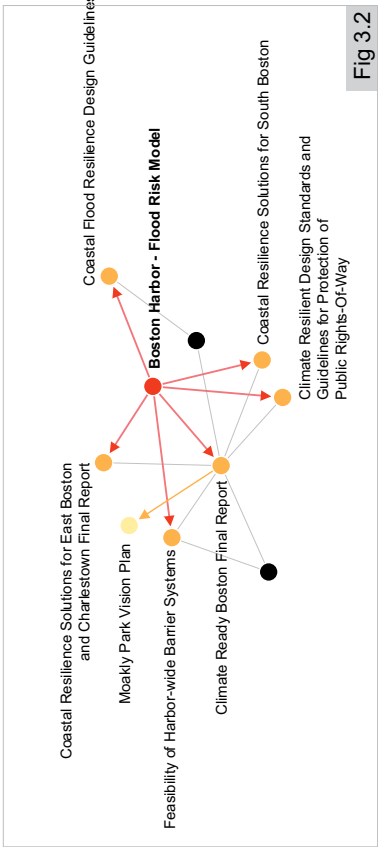 Coastal Flood Resilience Design Guidelines
Boston Harbor - Flood Risk Model
Coastal Resilience Solutions for South Boston
Climate Resilient Design Standards and
Guidelines for Protection of
Public Rights-Of-Way
Coastal Resilience Solutions for East Boston
and Charlestown Final Report
Moakly Park Vision Plan
Feasibility of Harbor-wide Barrier Systems
Climate Ready Boston Final Report
Fig 3.2